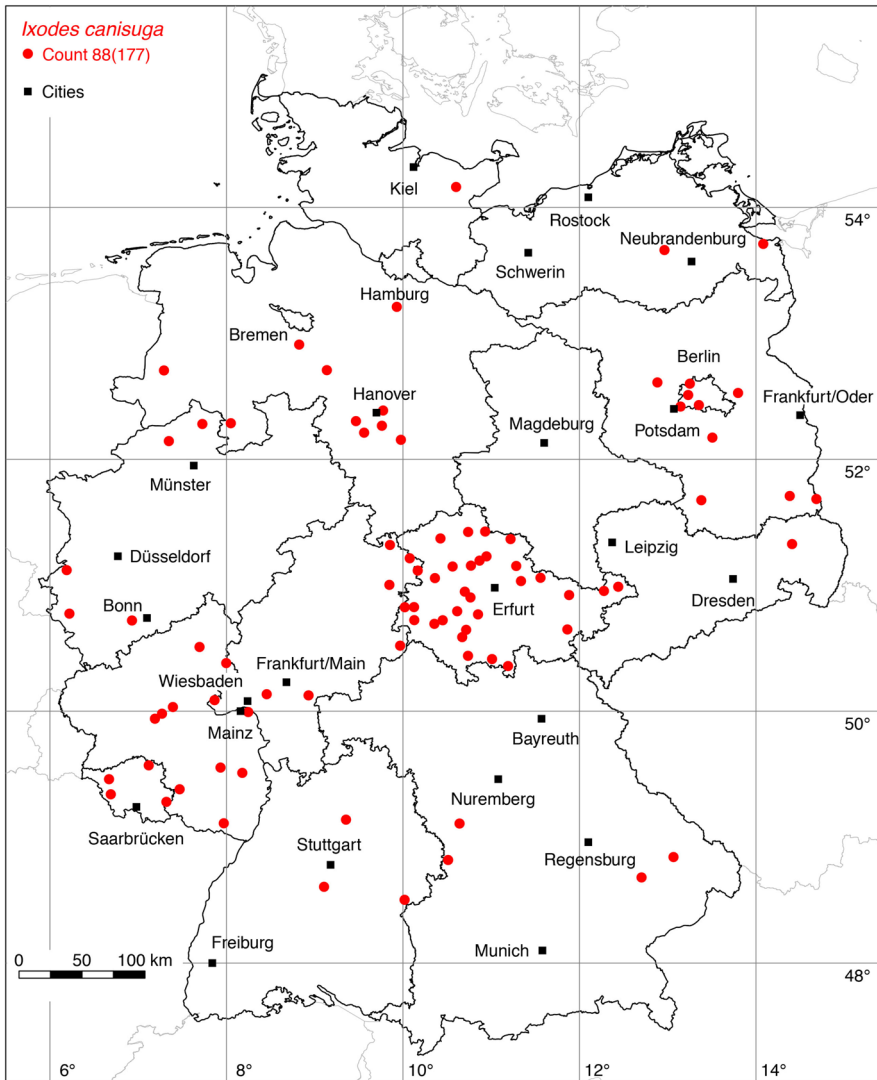 Ixodes canisuga
Count 88(177)
Cities
Kiel
Rostock
54°
Neubrandenburg
Schwerin
Hamburg
Bremen
Berlin
Hanover
Frankfurt/Oder
Potsdam
Magdeburg
52°
Münster
Leipzig
Düsseldorf
Dresden
Bonn
Erfurt
Frankfurt/Main
Wiesbaden
50°
Mainz
Bayreuth
Nuremberg
Saarbrücken
Stuttgart
Regensburg
Freiburg
Munich
48°
0 50 100 km
6° 8° 10° 12° 14°